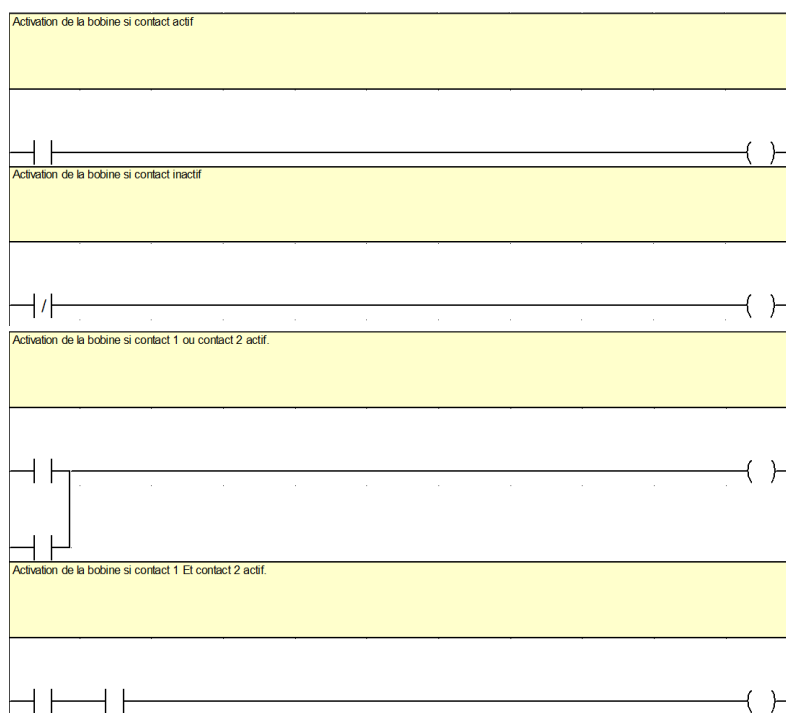 Activation de la bobine si contact actif
Activation de la bobine si contact inactif
Activation de la bobine si contact 1 ou contact 2 actif.
Activation de la bobine si contact 1 Et contact 2 actif.